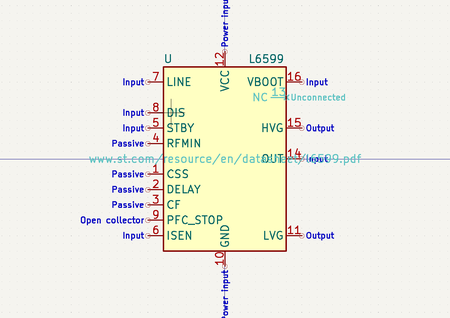 Power input
12
U L6599
VCC
Input 7 LINE VBOOT 16 Input
NC 13 Unconnected
Input 8 DIS
Input 5 STBY HVG 15 Output
Passive 4 RFMIN
OUT 14 Input
www.st.com/resource/en/datasheet/l6599.pdf
Passive 1 CSS
Passive 2 DELAY
Passive 3 CF
Open collector 9 PFC_STOP
Input 6 ISEN LVG 11 Output
GND
10
Power input